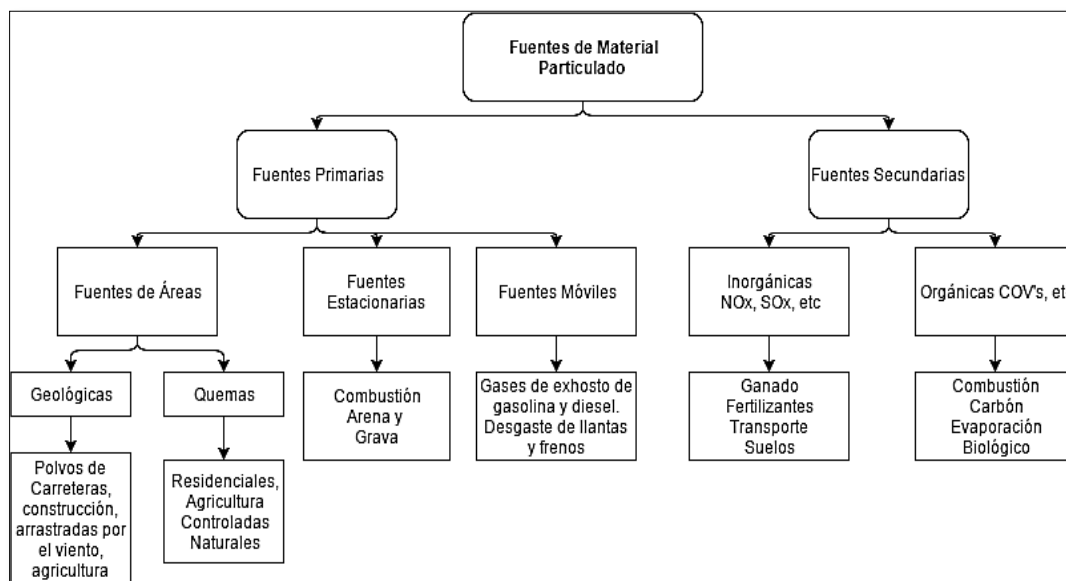 Fuentes de Material
Particulado
Fuentes Primarias
Fuentes Secundarias
Fuentes de Áreas
Fuentes
Estacionarias
Fuentes Móviles
Inorgánicas
NOx, SOx, etc
Orgánicas COV's, et
Geológicas
Quemas
Combustión
Arena y
Grava
Gases de exhosto de
gasolina y diesel.
Desgaste de llantas
y frenos
Ganado
Fertilizantes
Transporte
Suelos
Combustión
Carbón
Evaporación
Biológico
Polvos de
Carreteras,
construcción,
arrastradas por
el viento,
agricultura
Residenciales,
Agricultura
Controladas
Naturales